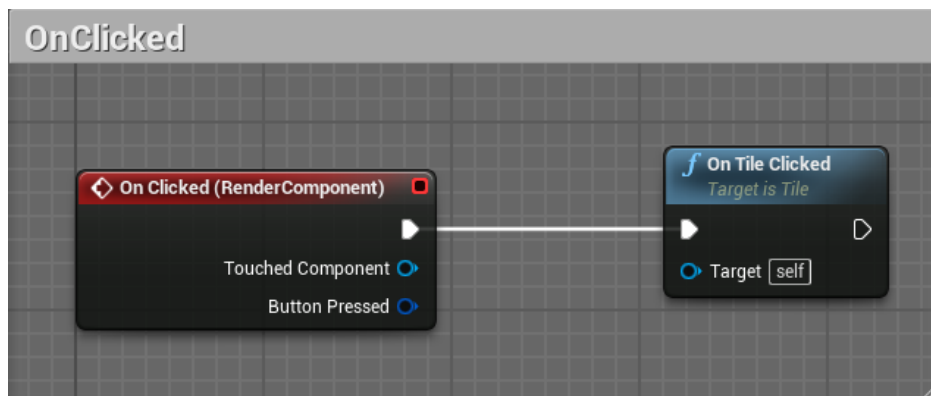 OnClicked
On Clicked (RenderComponent)
Touched Component
Button Pressed
f On Tile Clicked
Target is Tile
Target self